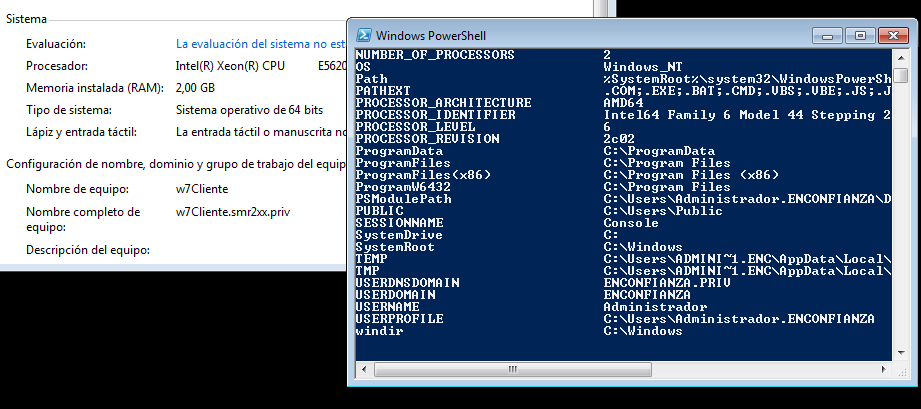 Sistema
Evaluación: La evaluación del sistema no est
Procesador: Intel(R) Xeon(R) CPU E5620
Memoria instalada (RAM): 2,00 GB
Tipo de sistema: Sistema operativo de 64 bits
Lápiz y entrada táctil: La entrada táctil o manuscrita no
Configuración de nombre, dominio y grupo de trabajo del equip
Nombre de equipo: w7Cliente
Nombre completo de equipo: w7Cliente.smr2xx.priv
Descripción del equipo:
Windows PowerShell
NUMBER_OF_PROCESSORS 2
OS Windows_NT
Path %SystemRoot%\system32\WindowsPowerSh
PATHEXT .COM;.EXE;.BAT;.CMD;.VBS;.VBE;.JS;.J
PROCESSOR_ARCHITECTURE AMD64
PROCESSOR_IDENTIFIER Intel64 Family 6 Model 44 Stepping 2
PROCESSOR_LEVEL 6
PROCESSOR_REVISION 2c02
ProgramData C:\ProgramData
ProgramFiles C:\Program Files
ProgramFiles(x86) C:\Program Files (x86)
ProgramW6432 C:\Program Files
PSModulePath C:\Users\Administrador.ENCONFIANZA\D
PUBLIC C:\Users\Public
SESSIONNAME Console
SystemDrive C:
SystemRoot C:\Windows
TEMP C:\Users\ADMINI~1.ENC\AppData\Local\
TMP C:\Users\ADMINI~1.ENC\AppData\Local\
USERDNSDOMAIN ENCONFIANZA.PRIV
USERDOMAIN ENCONFIANZA
USERNAME Administrador
USERPROFILE C:\Users\Administrador.ENCONFIANZA
windir C:\Windows